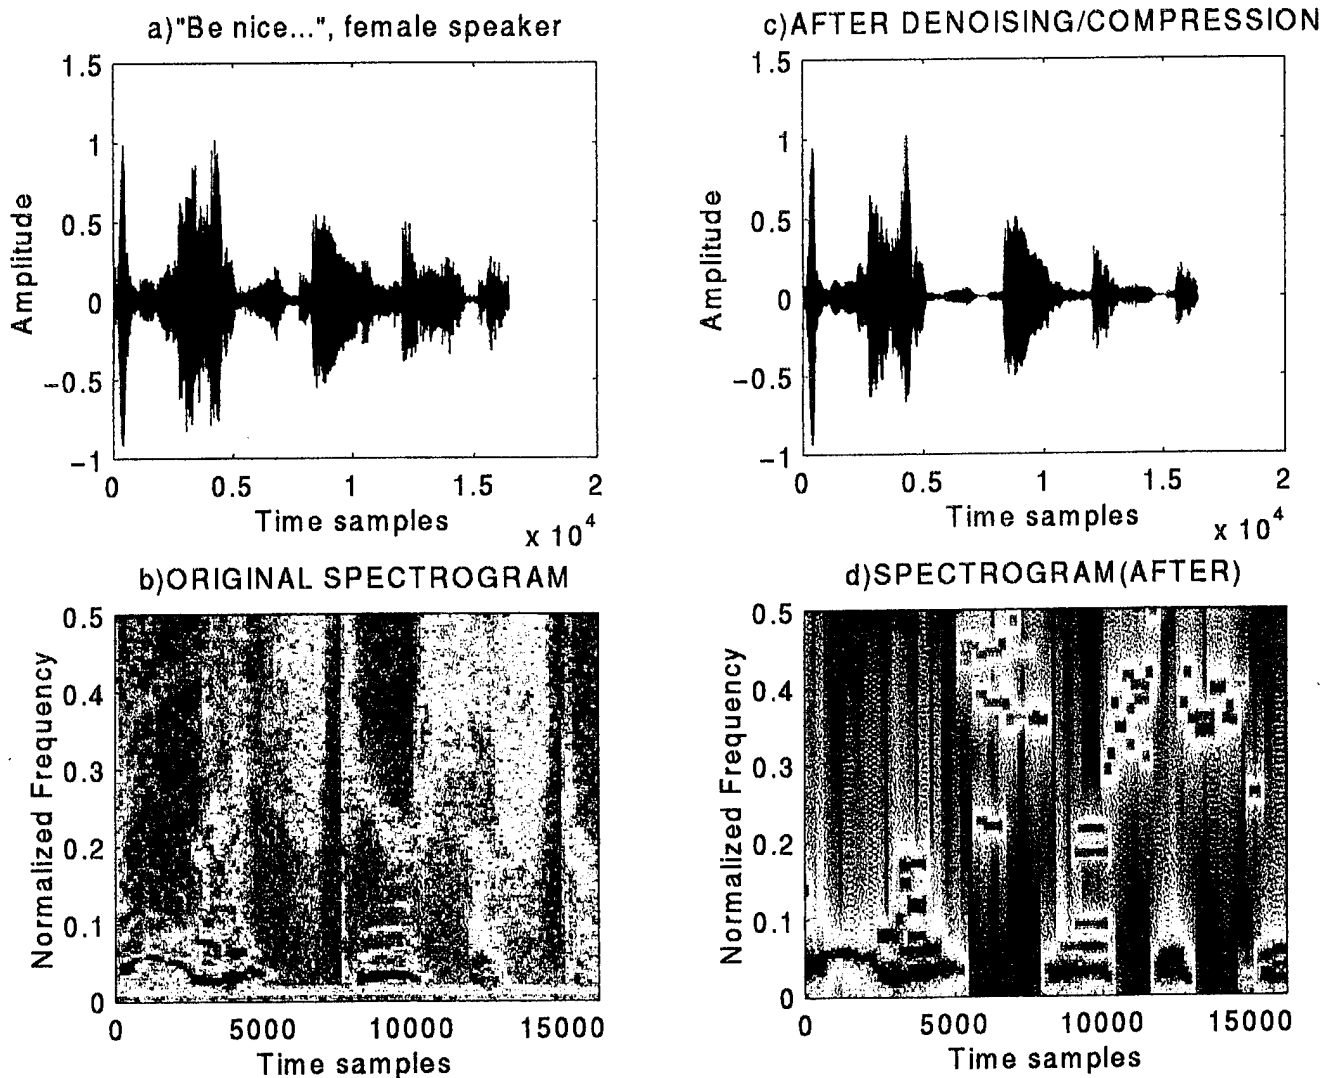 a)"Be nice...", female speaker
1.5
1
0.5
0
−0.5
−1
Amplitude
0 0.5 1 1.5 2
Time samples
x 10^4
c)AFTER DENOISING/COMPRESSION
1.5
1
0.5
0
−0.5
−1
Amplitude
0 0.5 1 1.5 2
Time samples
x 10^4
b)ORIGINAL SPECTROGRAM
0.5
0.4
0.3
0.2
0.1
0
Normalized Frequency
0 5000 10000 15000
Time samples
d)SPECTROGRAM(AFTER)
0.5
0.4
0.3
0.2
0.1
0
Normalized Frequency
0 5000 10000 15000
Time samples